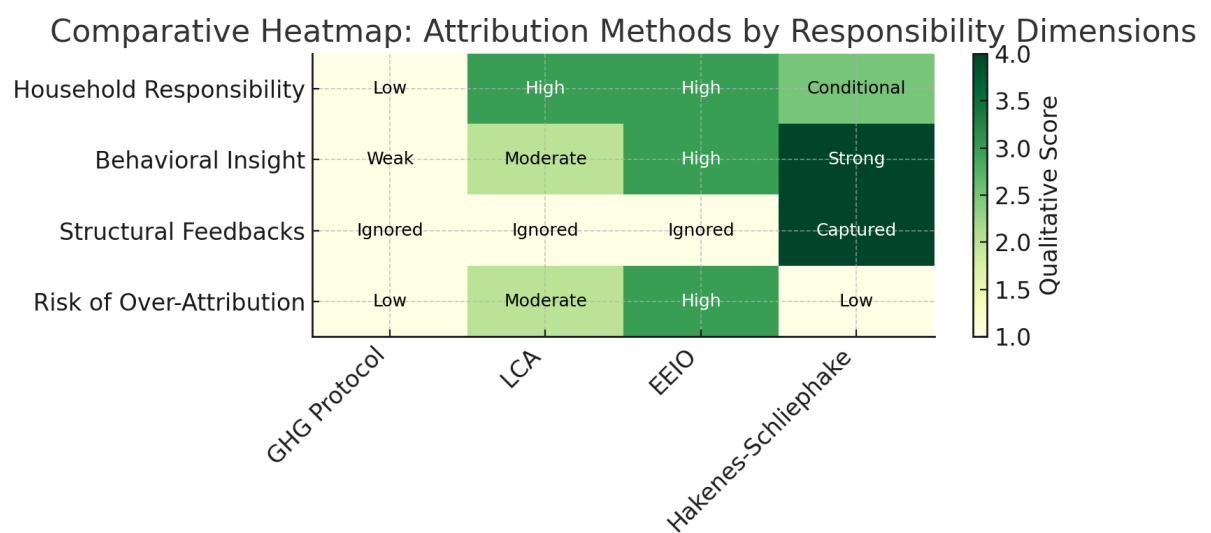 Comparative Heatmap: Attribution Methods by Responsibility Dimensions
Household Responsibility Low High High Conditional
Behavioral Insight Weak Moderate High Strong
Structural Feedbacks Ignored Ignored Ignored Captured
Risk of Over-Attribution Low Moderate High Low
GHG Protocol
LCA
EEIO
Hakenes-Schliephake
4.0
3.5
3.0
2.5
2.0
1.5
1.0
Qualitative Score